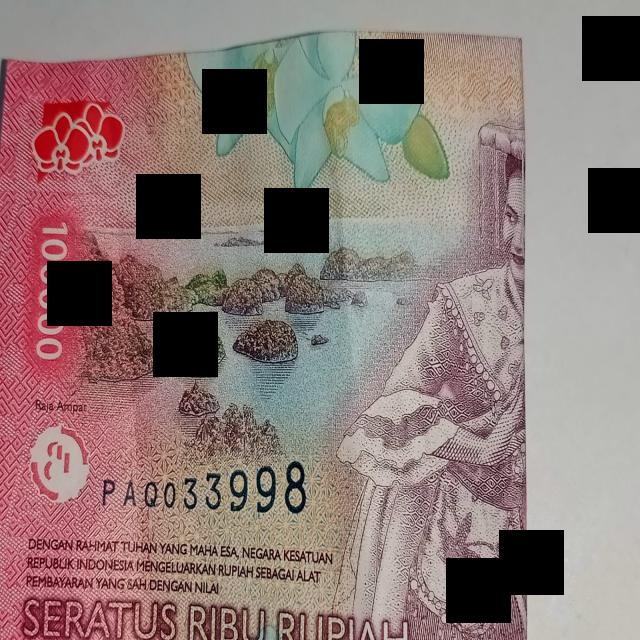 Raja Ampat
PAQ033998
DENGAN RAHMAT TUHAN YANG MAHA ESA, NEGARA KESATUAN
REPUBLIK INDONESIA MENGELUARKAN RUPIAH SEBAGAI ALAT
PEMBAYARAN YANG SAH DENGAN NILAI
SERATUS RIBU RUPIAH